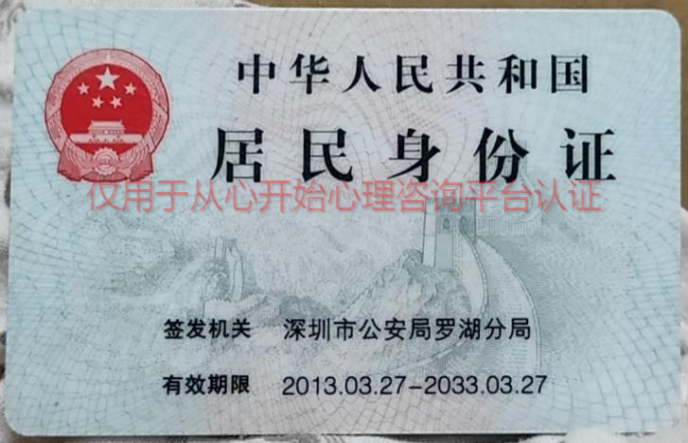 中华人民共和国
居民身份证
仅用于从心开始心理咨询平台认证
签发机关 深圳市公安局罗湖分局
有效期限 2013.03.27-2033.03.27